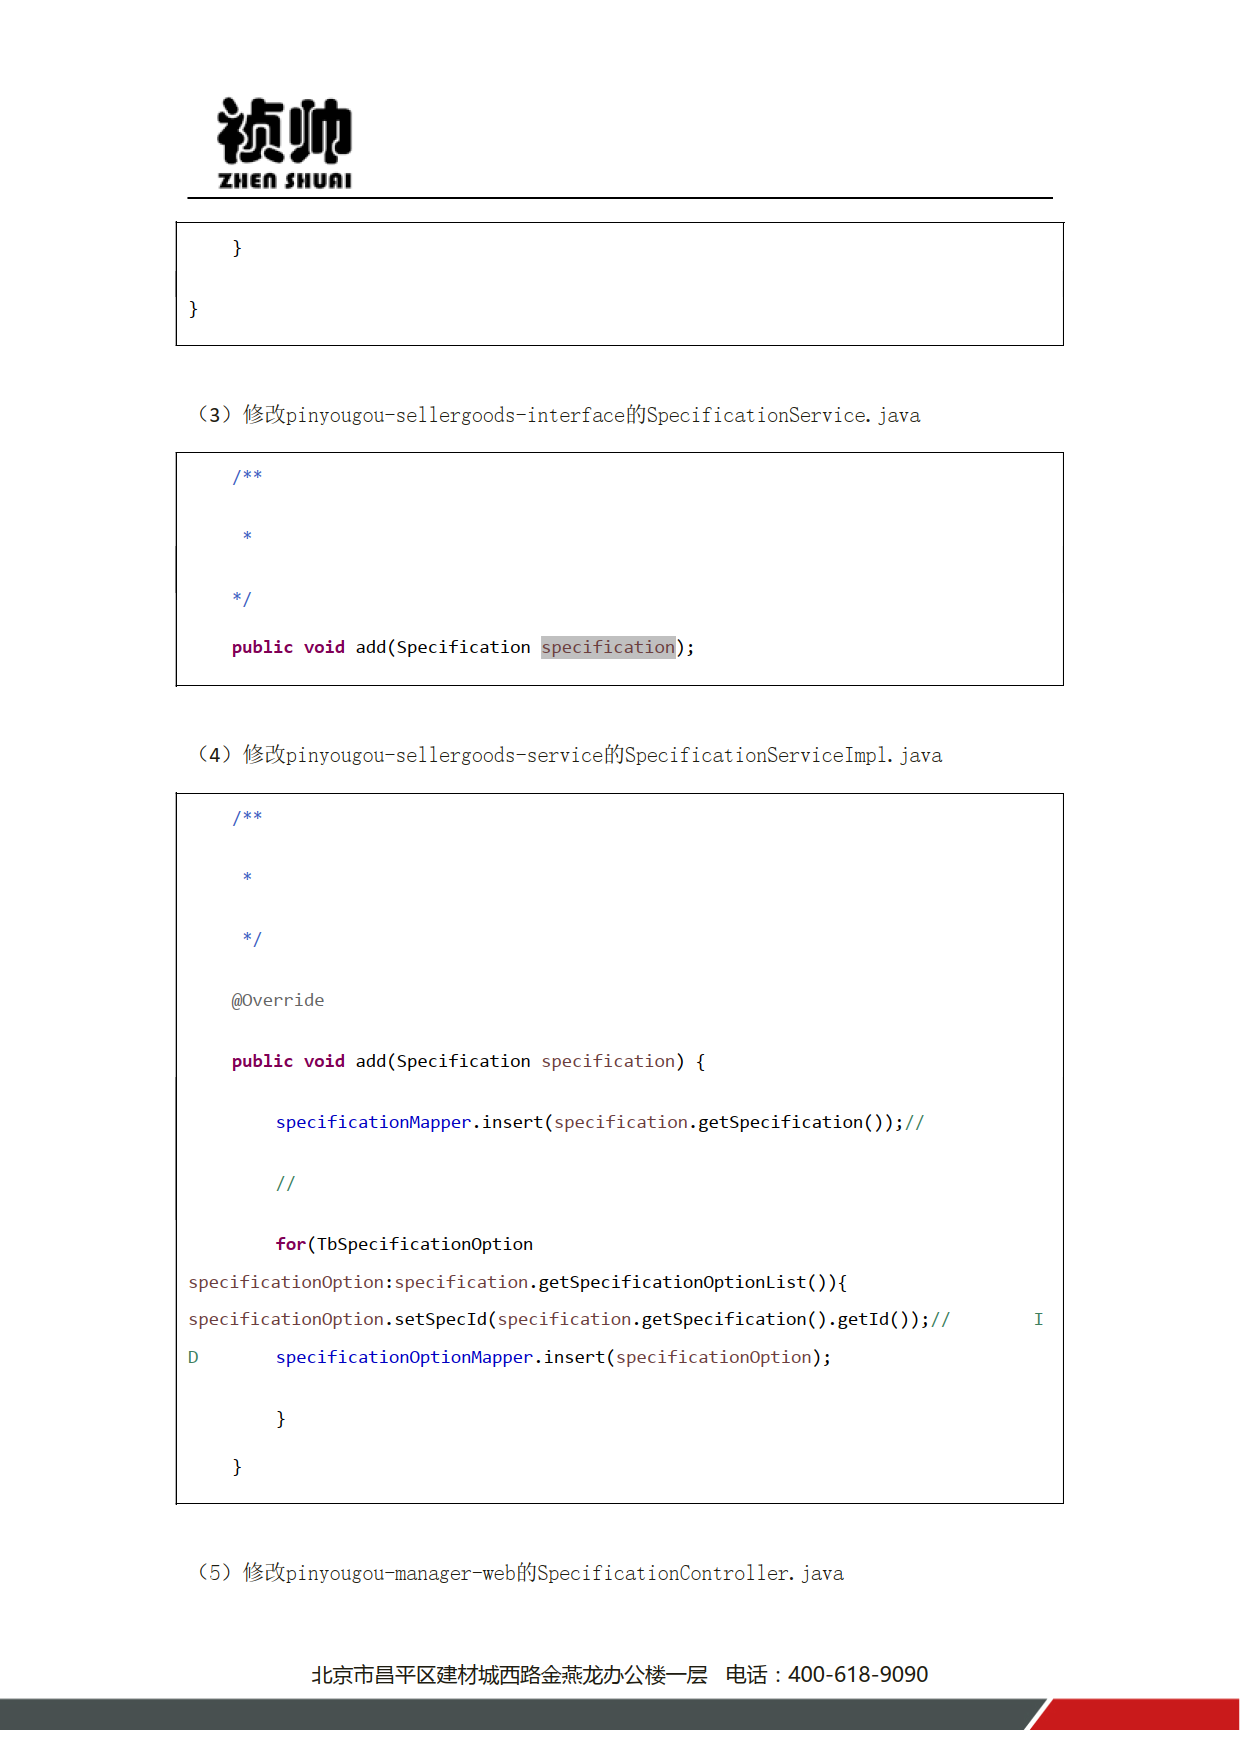 祯帅
ZHEN SHUAI
}
}
（3）修改pinyougou-sellergoods-interface的SpecificationService.java
/**
*
*/
public void add(Specification specification);
（4）修改pinyougou-sellergoods-service的SpecificationServiceImpl.java
/**
*
*/
@Override
public void add(Specification specification) {
specificationMapper.insert(specification.getSpecification());//
//
for(TbSpecificationOption
specificationOption:specification.getSpecificationOptionList()){
specificationOption.setSpecId(specification.getSpecification().getId());// I
D specificationOptionMapper.insert(specificationOption);
}
}
（5）修改pinyougou-manager-web的SpecificationController.java
北京市昌平区建材城西路金燕龙办公楼一层 电话：400-618-9090